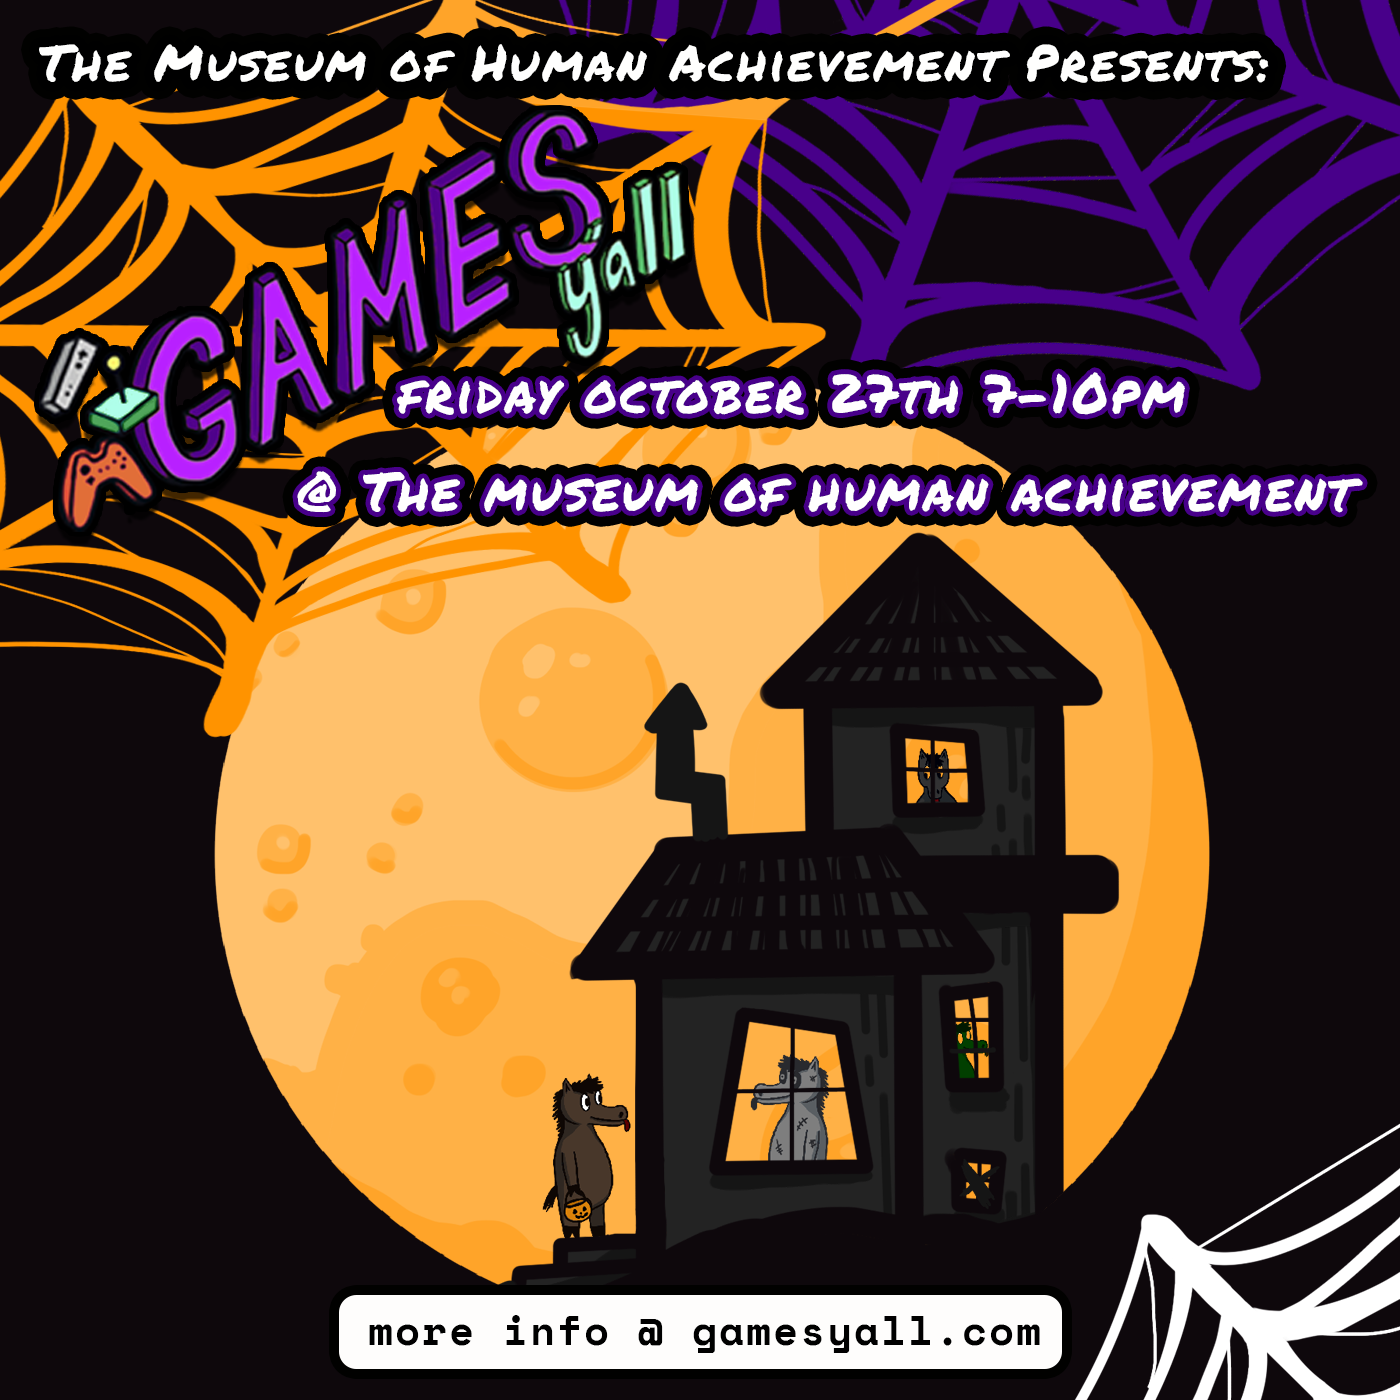 The Museum of Human Achievement Presents:
GAMES
yall
Friday October 27th 7-10pm
@ The museum of human achievement
more info @ gamesyall.com